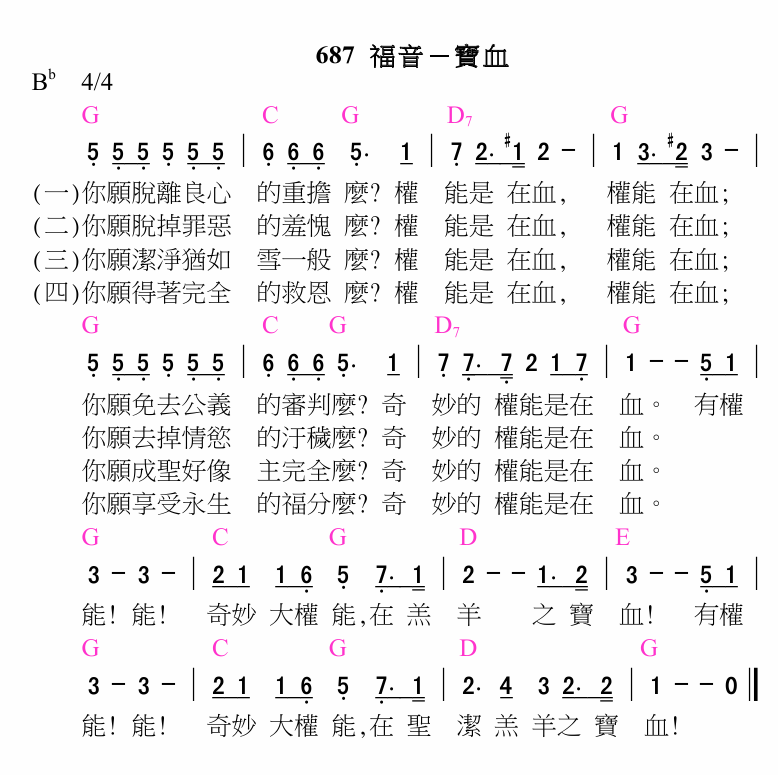 687 福音－寶血
B♭ 4/4
G C G D7 G
5 5 5 5 5 5 | 6 6 6 5· 1 | 7 2· #1 2 － | 1 3· #2 3 － |
(一)你願脫離良心 的重擔 麼? 權 能是 在血, 權能 在血;
(二)你願脫掉罪惡 的羞愧 麼? 權 能是 在血, 權能 在血;
(三)你願潔淨猶如 雪一般 麼? 權 能是 在血, 權能 在血;
(四)你願得著完全 的救恩 麼? 權 能是 在血, 權能 在血;
G C G D7 G
5 5 5 5 5 5 | 6 6 6 5· 1 | 7 7· 7 2 1 7 | 1 － － 5 1 |
你願免去公義 的審判麼? 奇 妙的 權能是在 血。 有權
你願去掉情慾 的汙穢麼? 奇 妙的 權能是在 血。
你願成聖好像 主完全麼? 奇 妙的 權能是在 血。
你願享受永生 的福分麼? 奇 妙的 權能是在 血。
G C G D E
3 － 3 － | 2 1 1 6 5 7· 1 | 2 － － 1· 2 | 3 － － 5 1 |
能! 能! 奇妙 大權 能,在 羔 羊 之 寶 血! 有權
G C G D G
3 － 3 － | 2 1 1 6 5 7· 1 | 2· 4 3 2· 2 | 1 － － 0 ‖
能! 能! 奇妙 大權 能,在 聖 潔 羔 羊之 寶 血!